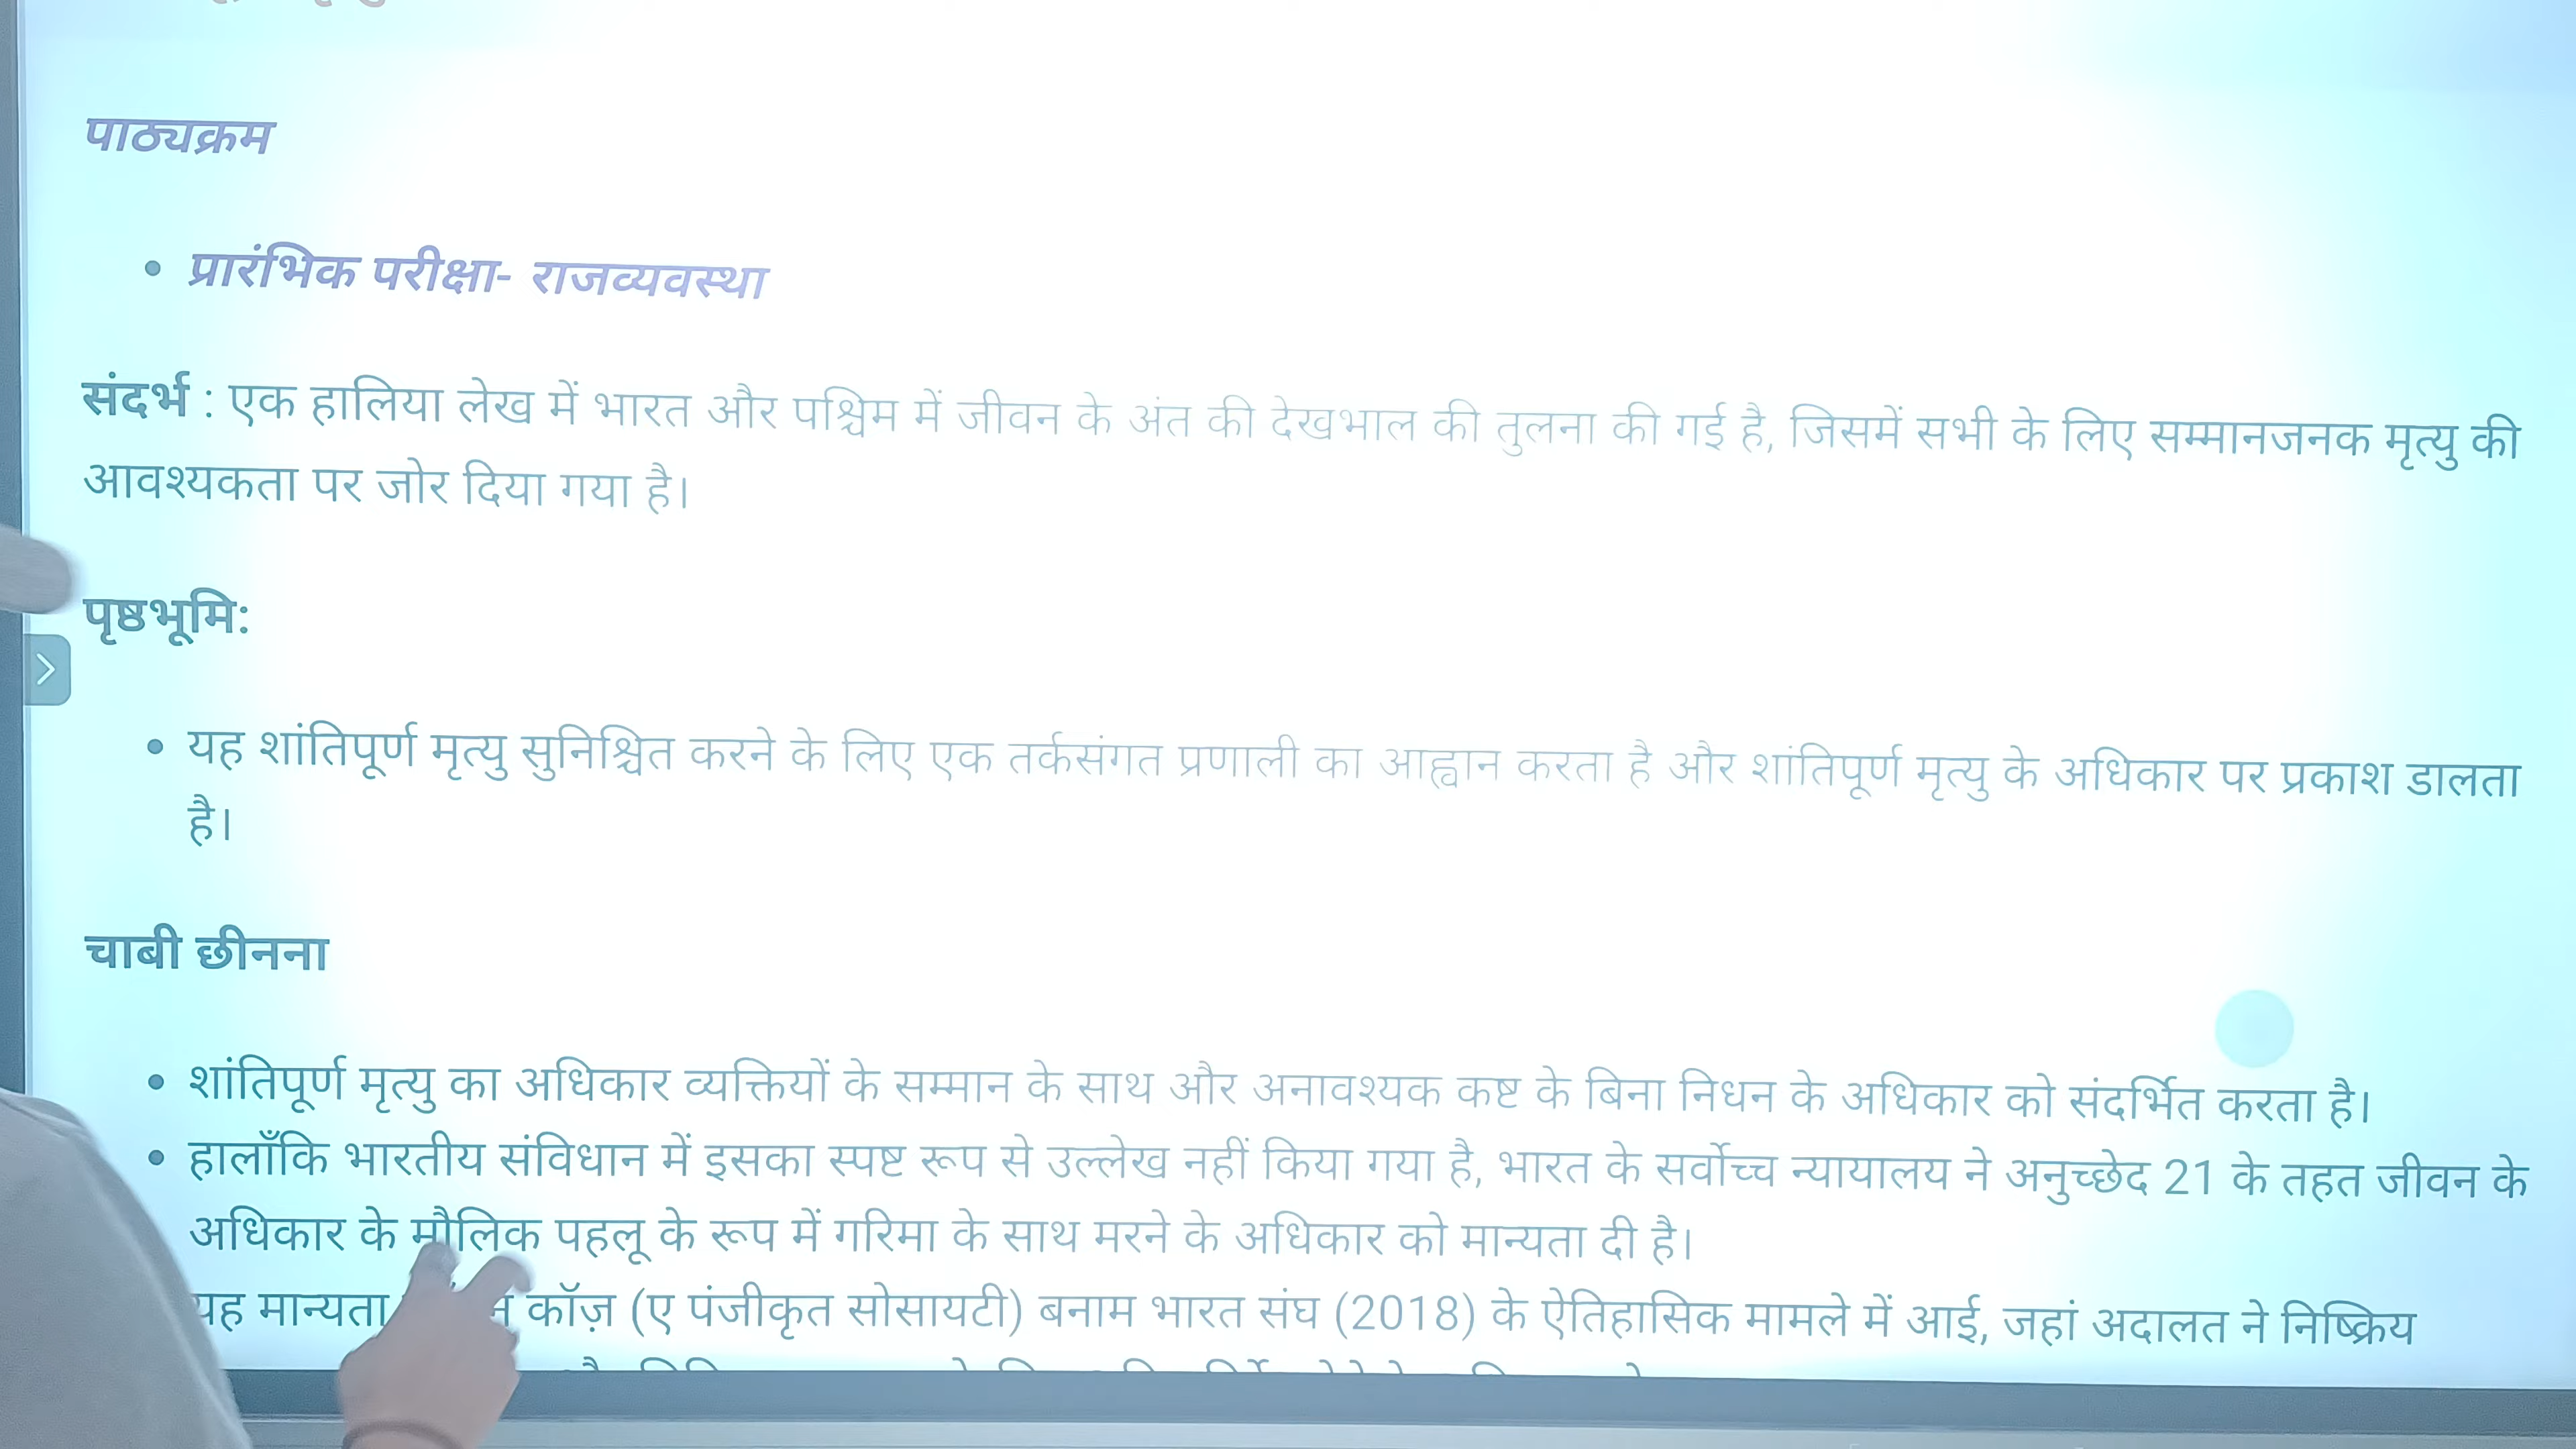 पाठ्यक्रम
• प्रारंभिक परीक्षा- राजव्यवस्था
संदर्भ : एक हालिया लेख में भारत और पश्चिम में जीवन के अंत की देखभाल की तुलना की गई है, जिसमें सभी के लिए सम्मानजनक मृत्यु की
आवश्यकता पर जोर दिया गया है।
पृष्ठभूमि:
• यह शांतिपूर्ण मृत्यु सुनिश्चित करने के लिए एक तर्कसंगत प्रणाली का आह्वान करता है और शांतिपूर्ण मृत्यु के अधिकार पर प्रकाश डालता
है।
चाबी छीनना
• शांतिपूर्ण मृत्यु का अधिकार व्यक्तियों के सम्मान के साथ और अनावश्यक कष्ट के बिना निधन के अधिकार को संदर्भित करता है।
• हालाँकि भारतीय संविधान में इसका स्पष्ट रूप से उल्लेख नहीं किया गया है, भारत के सर्वोच्च न्यायालय ने अनुच्छेद 21 के तहत जीवन के
अधिकार के मौलिक पहलू के रूप में गरिमा के साथ मरने के अधिकार को मान्यता दी है।
यह मान्यता कॉज़ (ए पंजीकृत सोसायटी) बनाम भारत संघ (2018) के ऐतिहासिक मामले में आई, जहां अदालत ने निष्क्रिय